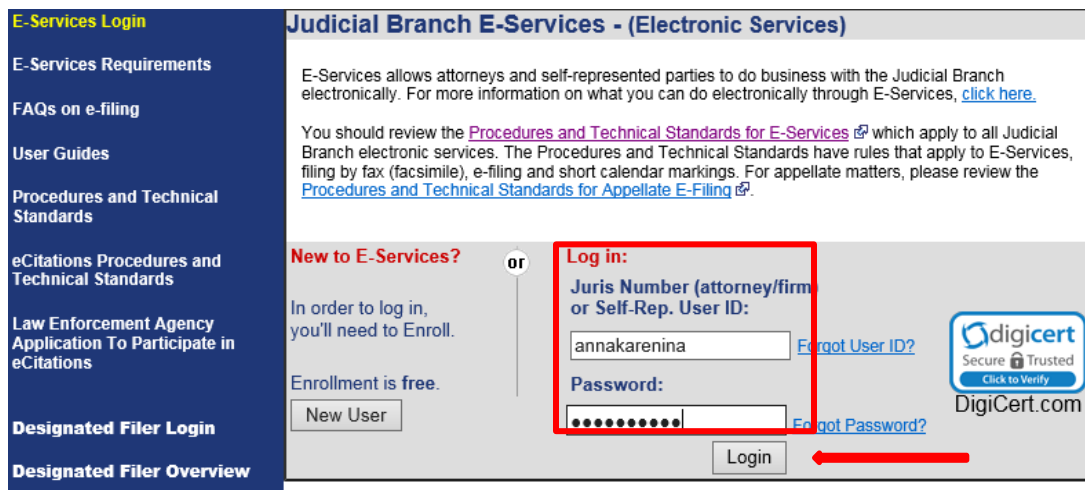 E-Services Login
E-Services Requirements
FAQs on e-filing
User Guides
Procedures and Technical
Standards
eCitations Procedures and
Technical Standards
Law Enforcement Agency
Application To Participate in
eCitations
Designated Filer Login
Designated Filer Overview
Judicial Branch E-Services - (Electronic Services)
E-Services allows attorneys and self-represented parties to do business with the Judicial Branch
electronically. For more information on what you can do electronically through E-Services, click here.
You should review the Procedures and Technical Standards for E-Services which apply to all Judicial
Branch electronic services. The Procedures and Technical Standards have rules that apply to E-Services,
filing by fax (facsimile), e-filing and short calendar markings. For appellate matters, please review the
Procedures and Technical Standards for Appellate E-Filing.
New to E-Services?
In order to log in,
you'll need to Enroll.
Enrollment is free.
New User
or
Log in:
Juris Number (attorney/firm)
or Self-Rep. User ID:
annakarenina
Forgot User ID?
Password:
●●●●●●●●●●
Forgot Password?
Login
digicert
Secure Trusted
Click to Verify
DigiCert.com